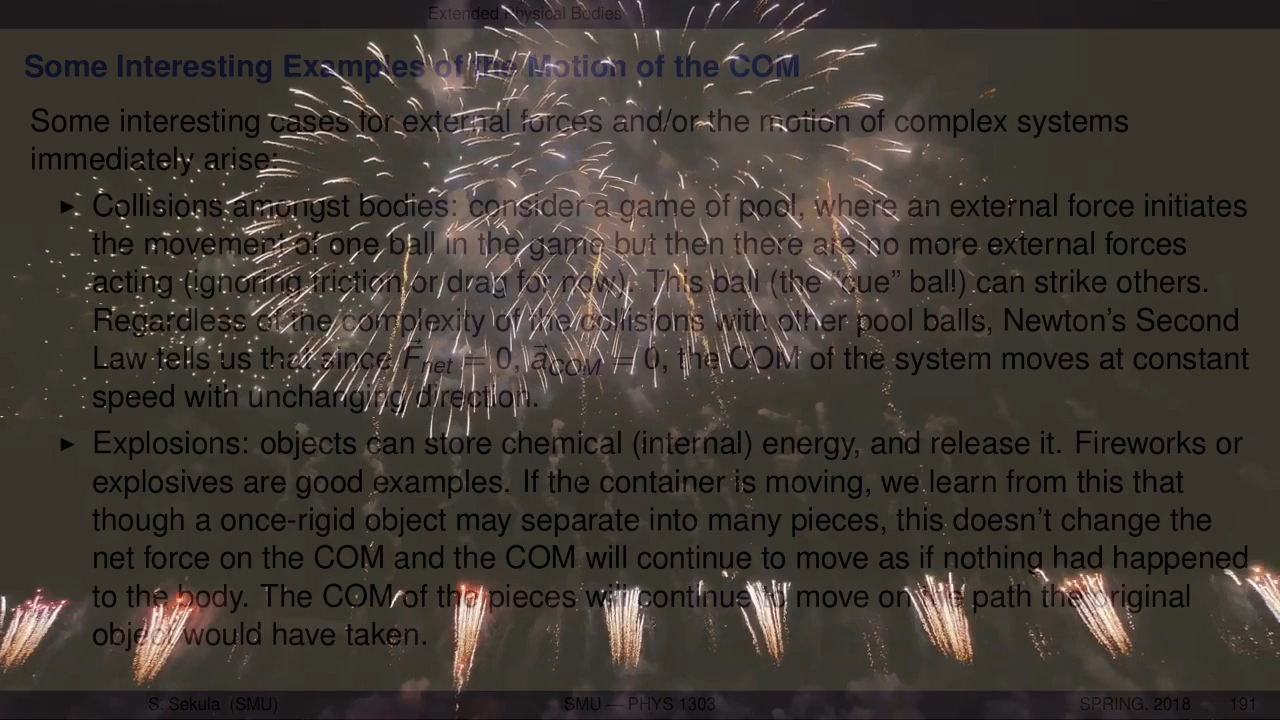 Extended Physical Bodies
Some Interesting Examples of the Motion of the COM
Some interesting cases for external forces and/or the motion of complex systems
immediately arise:
► Collisions amongst bodies: consider a game of pool, where an external force initiates
the movement of one ball in the game but then there are no more external forces
acting (ignoring friction or drag for now). This ball (the “cue” ball) can strike others.
Regardless of the complexity of the collisions with other pool balls, Newton’s Second
Law tells us that since F⃗net = 0, a⃗COM = 0, the COM of the system moves at constant
speed with unchanging direction.
► Explosions: objects can store chemical (internal) energy, and release it. Fireworks or
explosives are good examples. If the container is moving, we learn from this that
though a once-rigid object may separate into many pieces, this doesn’t change the
net force on the COM and the COM will continue to move as if nothing had happened
to the body. The COM of the pieces will continue to move on the path the original
object would have taken.
S. Sekula (SMU) SMU — PHYS 1303 SPRING, 2018 191